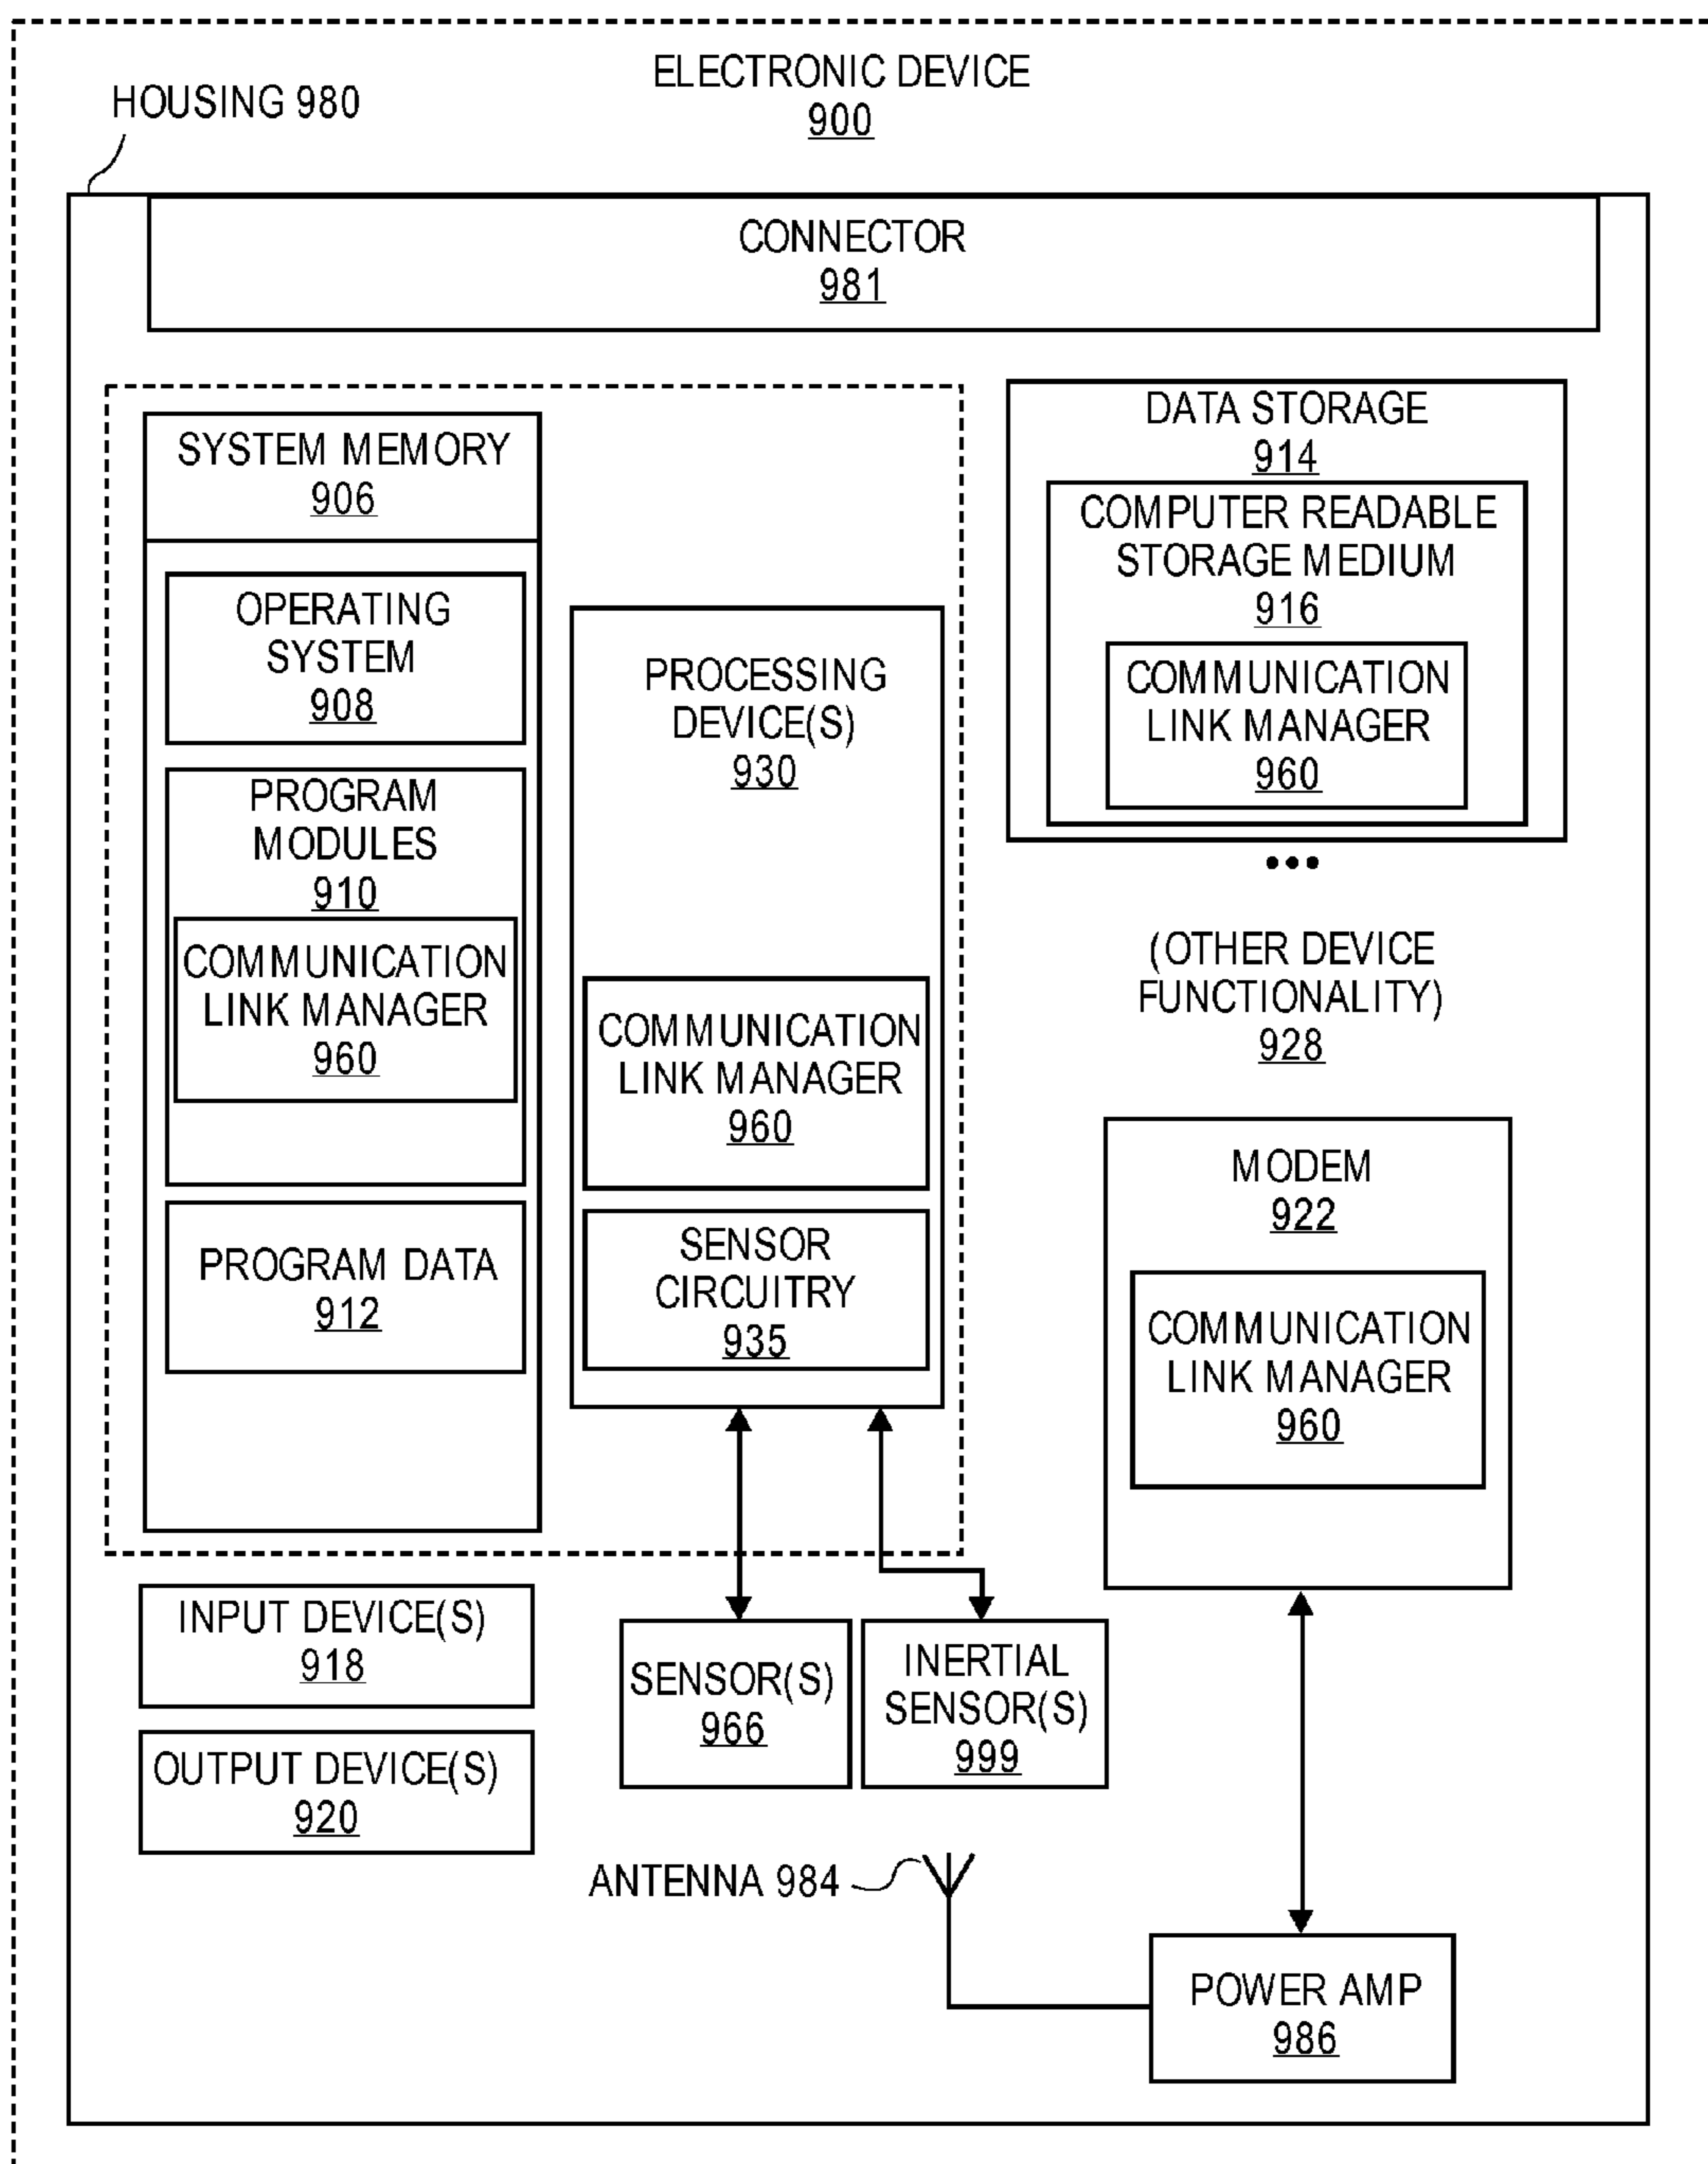 ELECTRONIC DEVICE
900
HOUSING 980
CONNECTOR
981
SYSTEM MEMORY
906
OPERATING
SYSTEM
908
PROGRAM
MODULES
910
COMMUNICATION
LINK MANAGER
960
PROGRAM DATA
912
PROCESSING
DEVICE(S)
930
COMMUNICATION
LINK MANAGER
960
SENSOR
CIRCUITRY
935
DATA STORAGE
914
COMPUTER READABLE
STORAGE MEDIUM
916
COMMUNICATION
LINK MANAGER
960
•••
(OTHER DEVICE
FUNCTIONALITY)
928
MODEM
922
COMMUNICATION
LINK MANAGER
960
INPUT DEVICE(S)
918
OUTPUT DEVICE(S)
920
SENSOR(S)
966
INERTIAL
SENSOR(S)
999
ANTENNA 984
POWER AMP
986